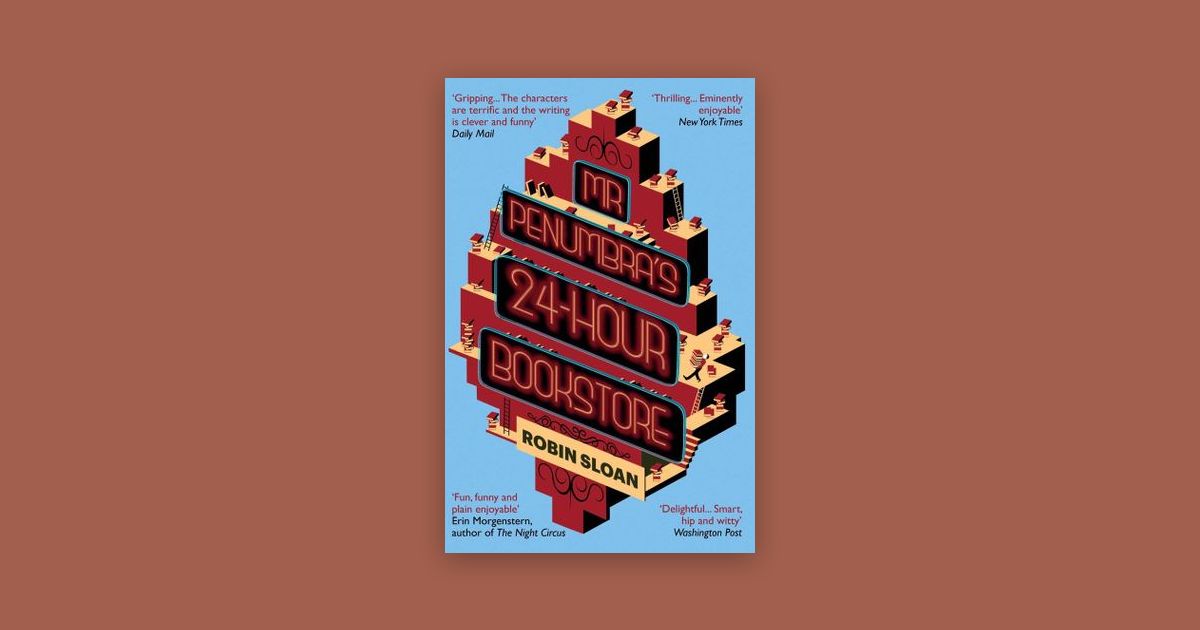 ‘Gripping... The characters
are terrific and the writing
is clever and funny’
Daily Mail
‘Thrilling... Eminently
enjoyable’
New York Times
MR
PENUMBRA'S
24-HOUR
BOOKSTORE
ROBIN SLOAN
‘Fun, funny and
plain enjoyable’
Erin Morgenstern,
author of The Night Circus
‘Delightful... Smart,
hip and witty’
Washington Post